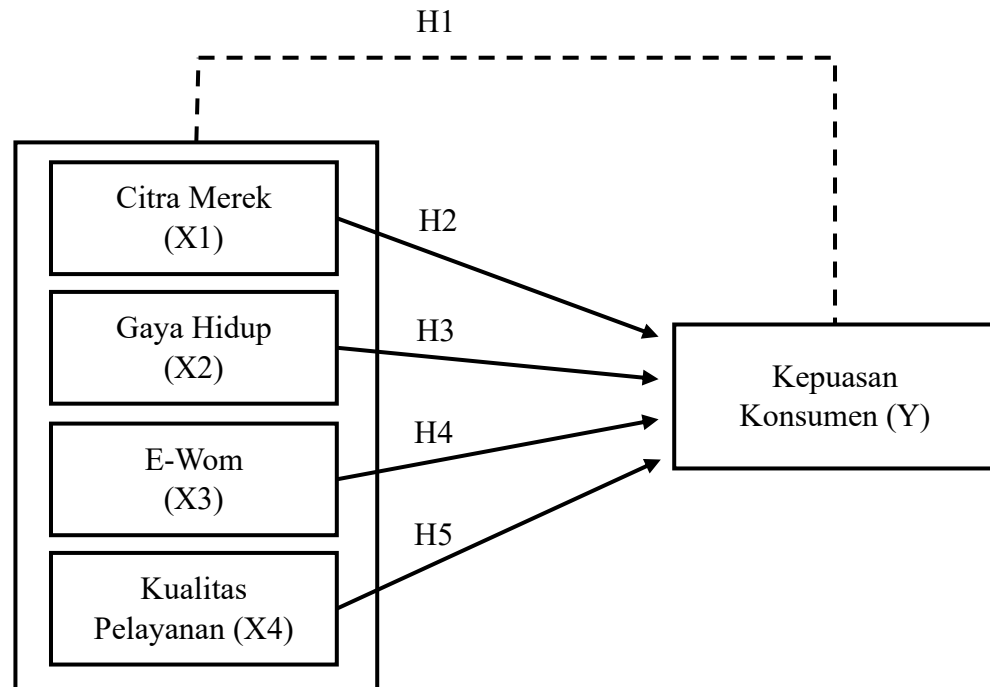 H1
Citra Merek
(X1)
H2
Gaya Hidup
(X2)
H3
E-Wom
(X3)
H4
Kualitas
Pelayanan (X4)
H5
Kepuasan
Konsumen (Y)